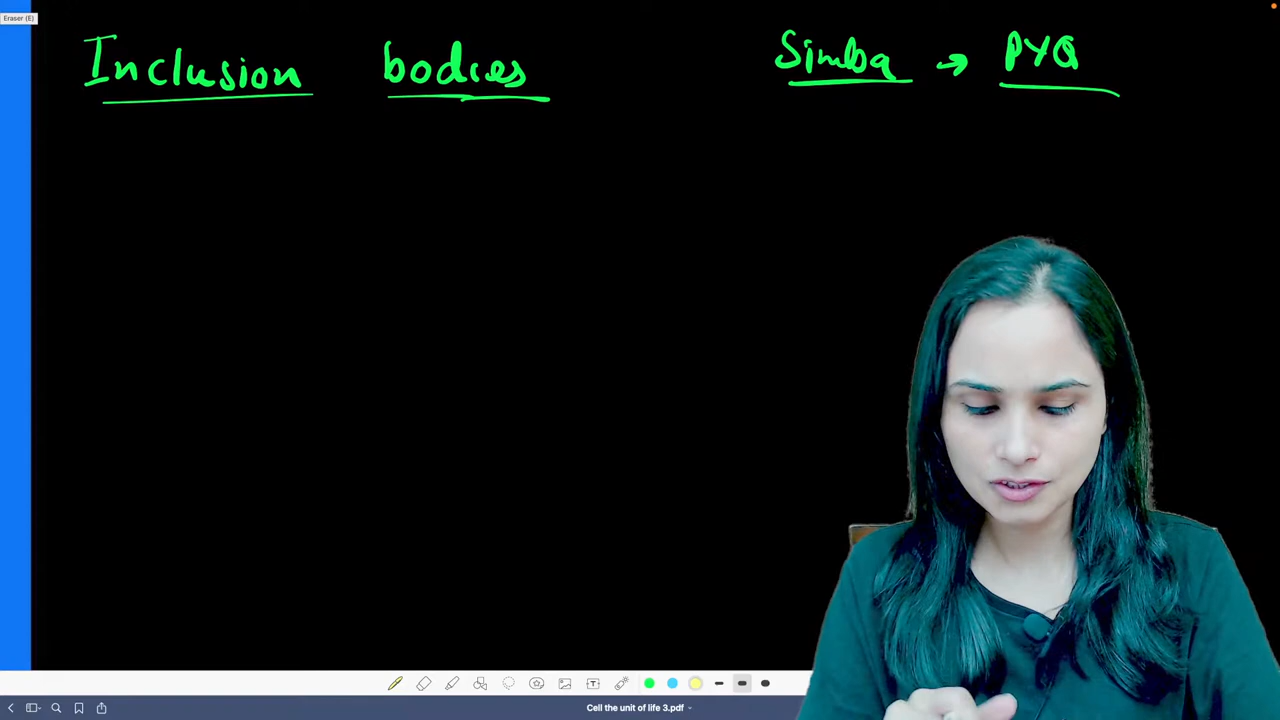 Eraser (E)
Inclusion bodies
Simba → PYQ
Cell the unit of life 3.pdf